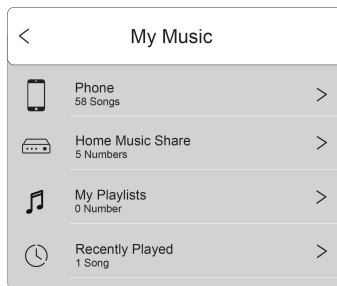 My Music
Phone
58 Songs
Home Music Share
5 Numbers
My Playlists
0 Number
Recently Played
1 Song